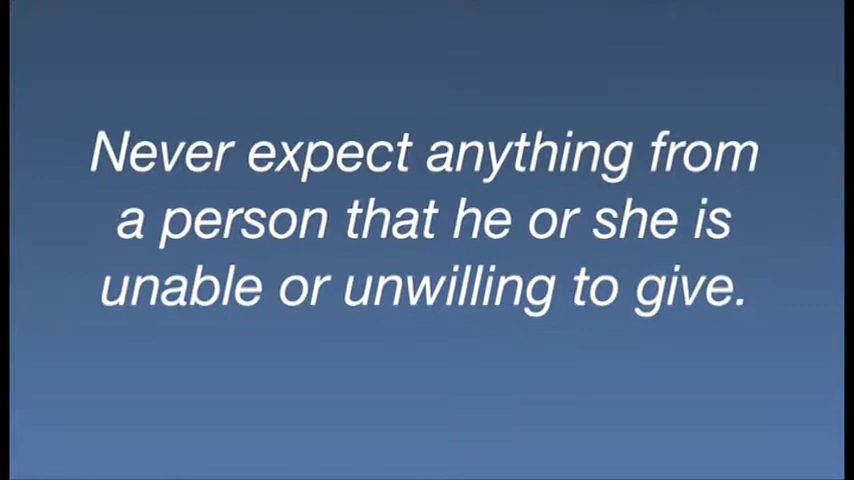 Never expect anything from
a person that he or she is
unable or unwilling to give.